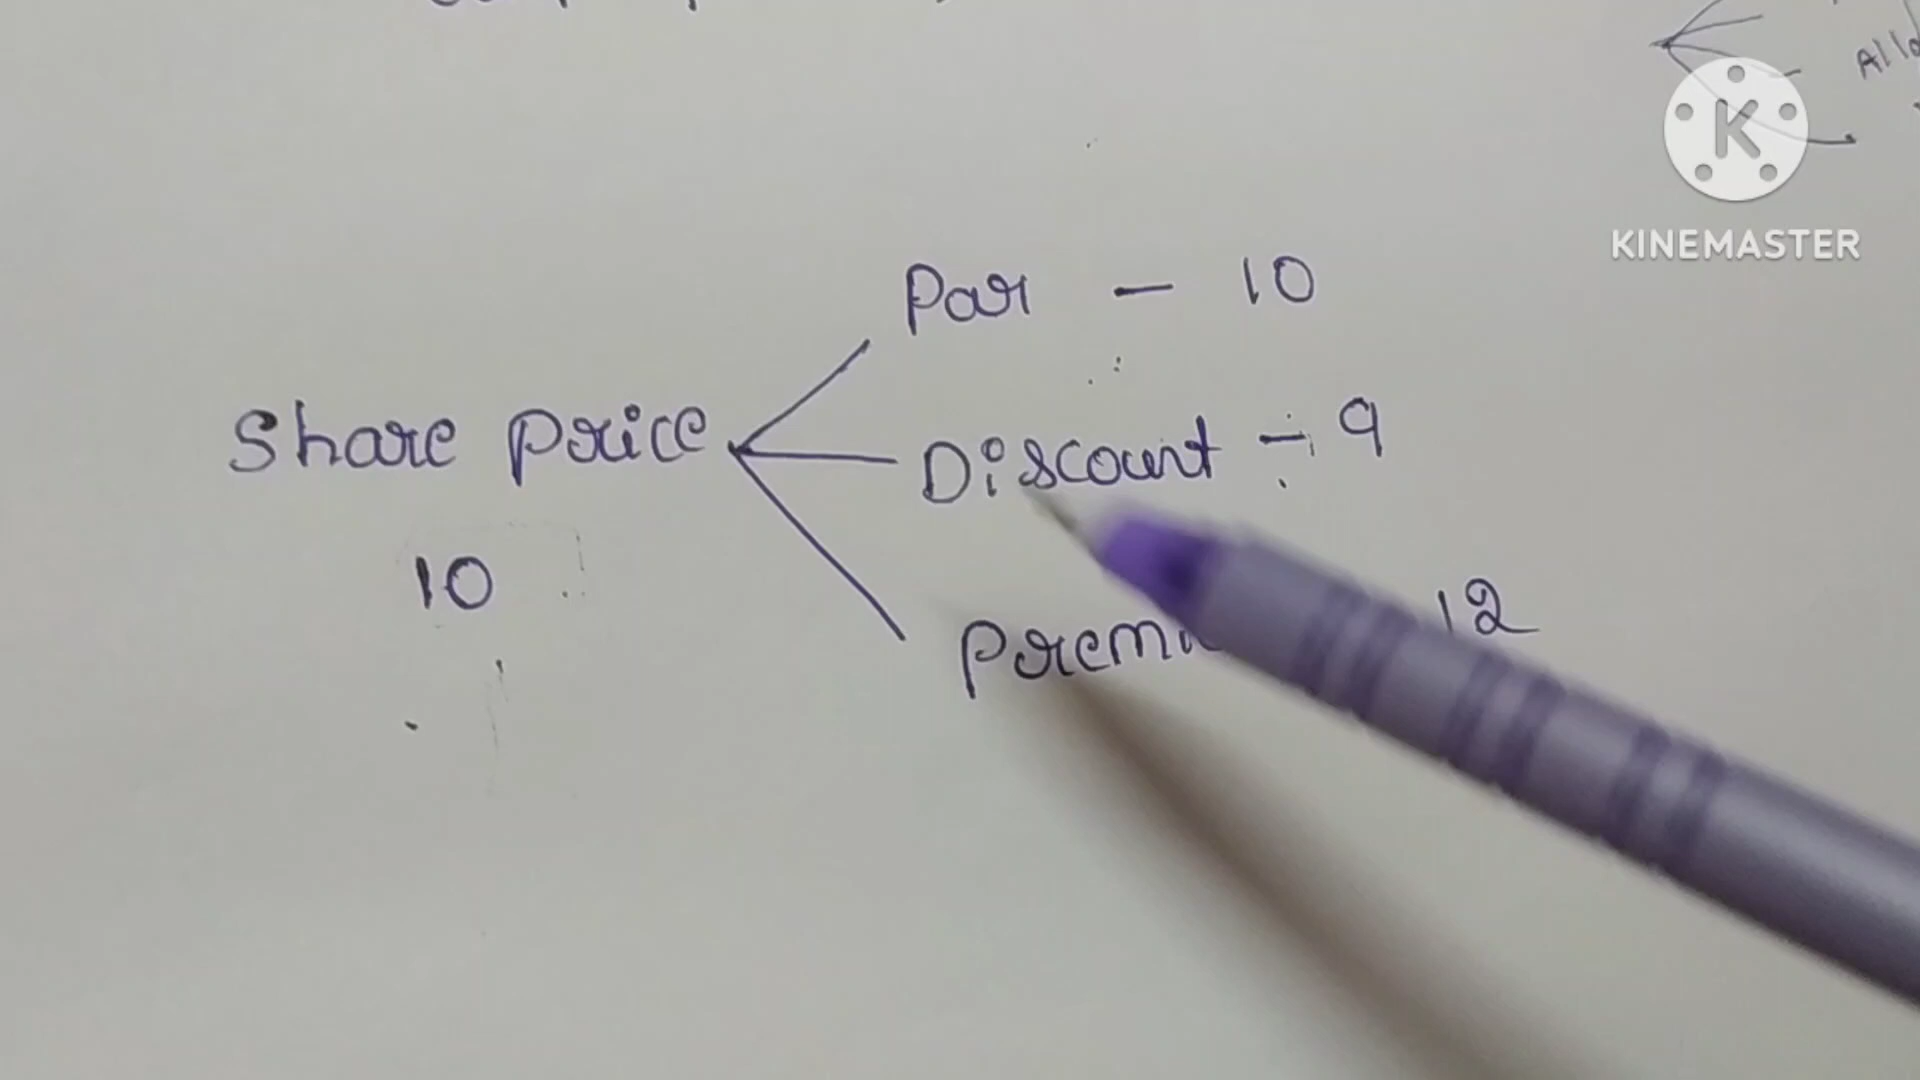 Par - 10
Share price
Discount - 9
10
12
KINEMASTER